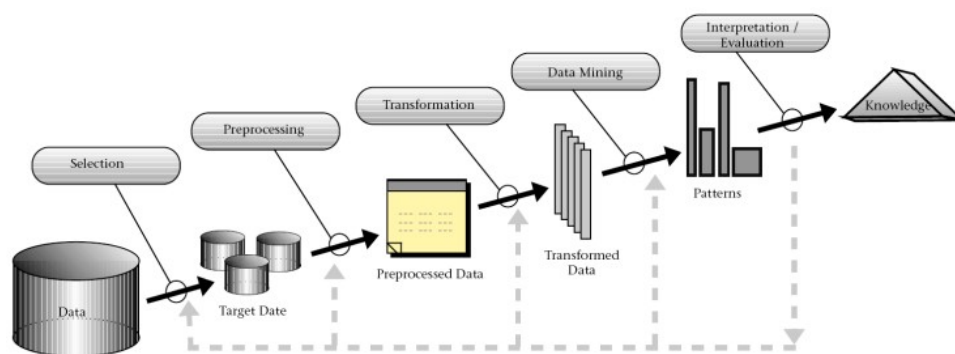 Interpretation /
Evaluation
Data Mining
Transformation
Preprocessing
Selection
Knowledge
Patterns
Transformed
Data
Preprocessed Data
Target Date
Data